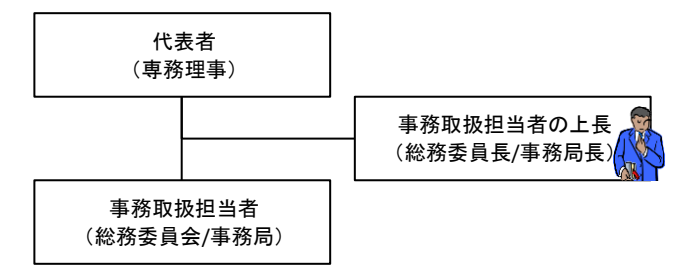 代表者
（専務理事）
事務取扱担当者の上長
（総務委員長/事務局長）
事務取扱担当者
（総務委員会/事務局）